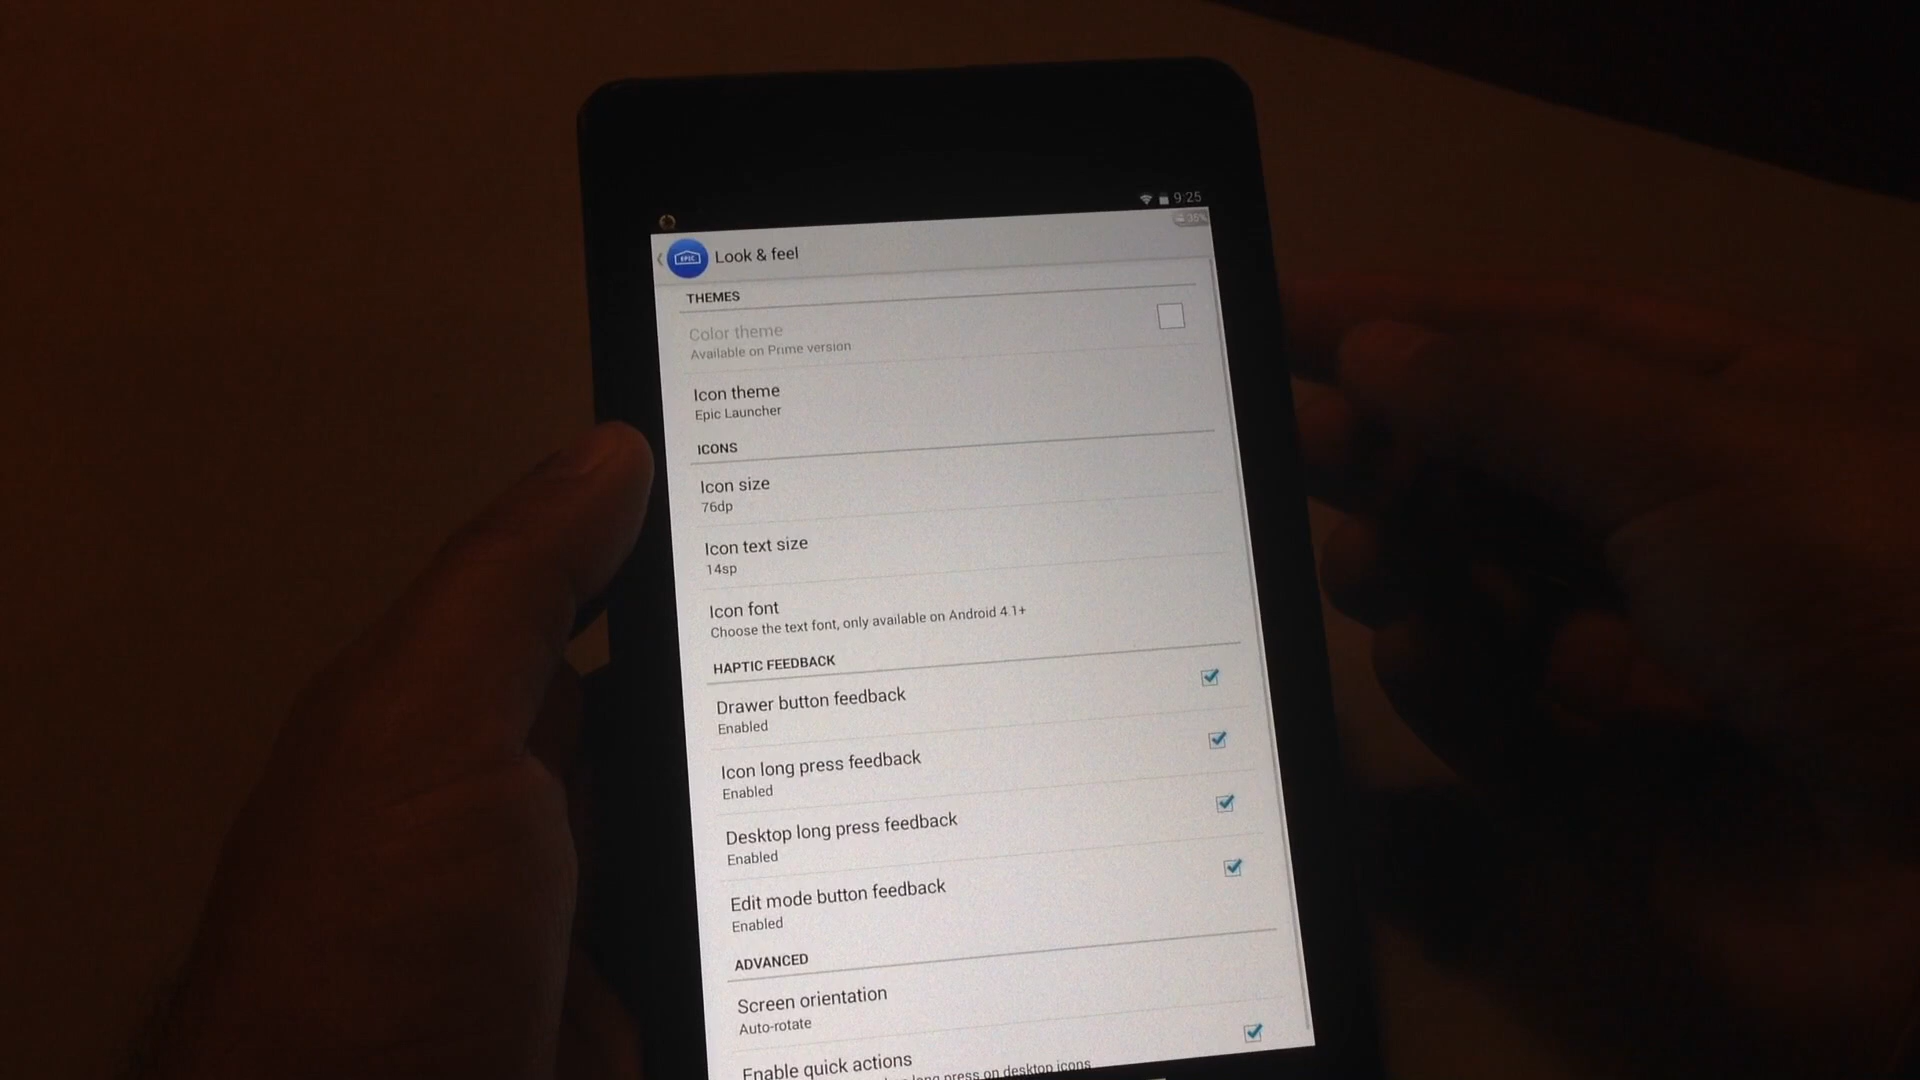 9:25
35%
EPIC
Look & feel
THEMES
Color theme
Available on Prime version
Icon theme
Epic Launcher
ICONS
Icon size
76dp
Icon text size
14sp
Icon font
Choose the text font, only available on Android 4.1+
HAPTIC FEEDBACK
Drawer button feedback
Enabled
Icon long press feedback
Enabled
Desktop long press feedback
Enabled
Edit mode button feedback
Enabled
ADVANCED
Screen orientation
Auto-rotate
Enable quick actions
long press on desktop icons